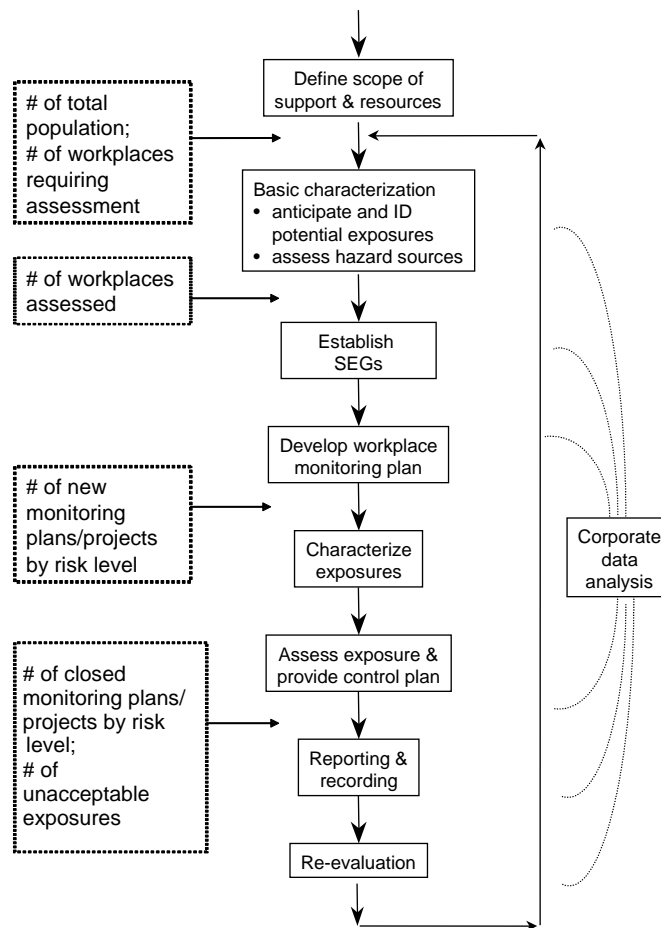 Define scope of
support & resources
# of total
population;
# of workplaces
requiring
assessment
Basic characterization
• anticipate and ID
potential exposures
• assess hazard sources
# of workplaces
assessed
Establish
SEGs
Develop workplace
monitoring plan
# of new
monitoring
plans/projects
by risk level
Characterize
exposures
Corporate
data
analysis
Assess exposure &
provide control plan
# of closed
monitoring plans/
projects by risk
level;
# of
unacceptable
exposures
Reporting &
recording
Re-evaluation